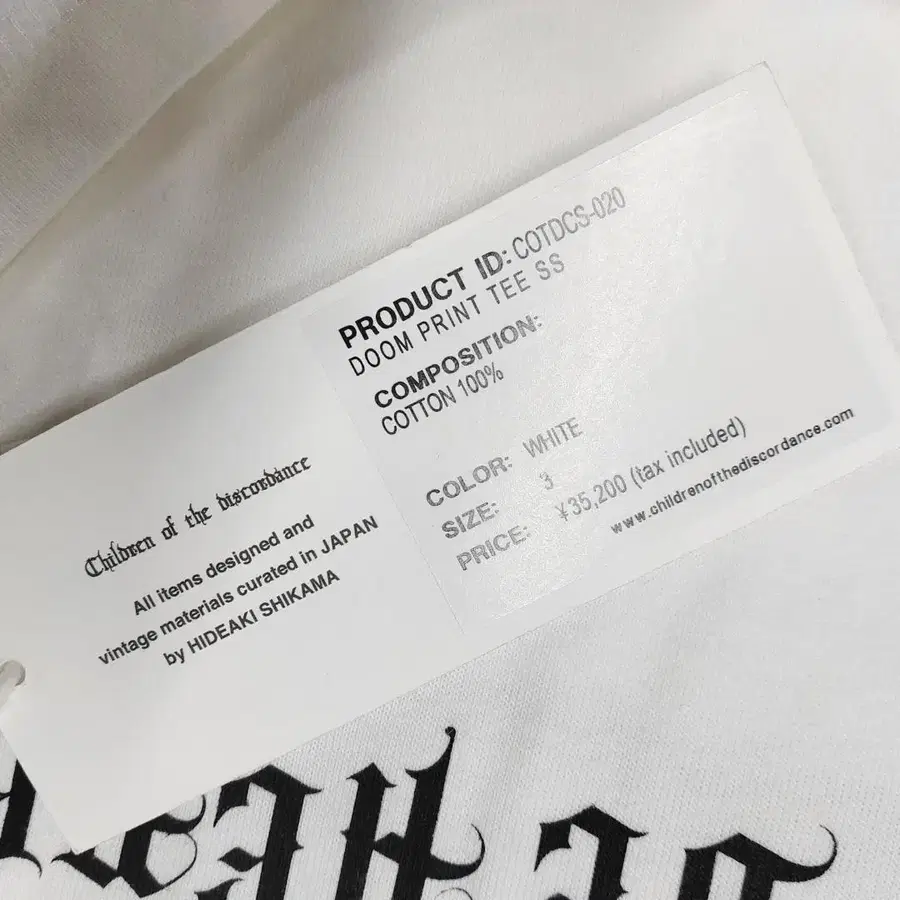 Children of the discordance
All items designed and
vintage materials curated in JAPAN
by HIDEAKI SHIKAMA
PRODUCT ID: COTDCS-020
DOOM PRINT TEE SS
COMPOSITION:
COTTON 100%
COLOR: WHITE
SIZE: 3
PRICE: ¥35,200 (tax included)
www.childrenofthediscordance.com